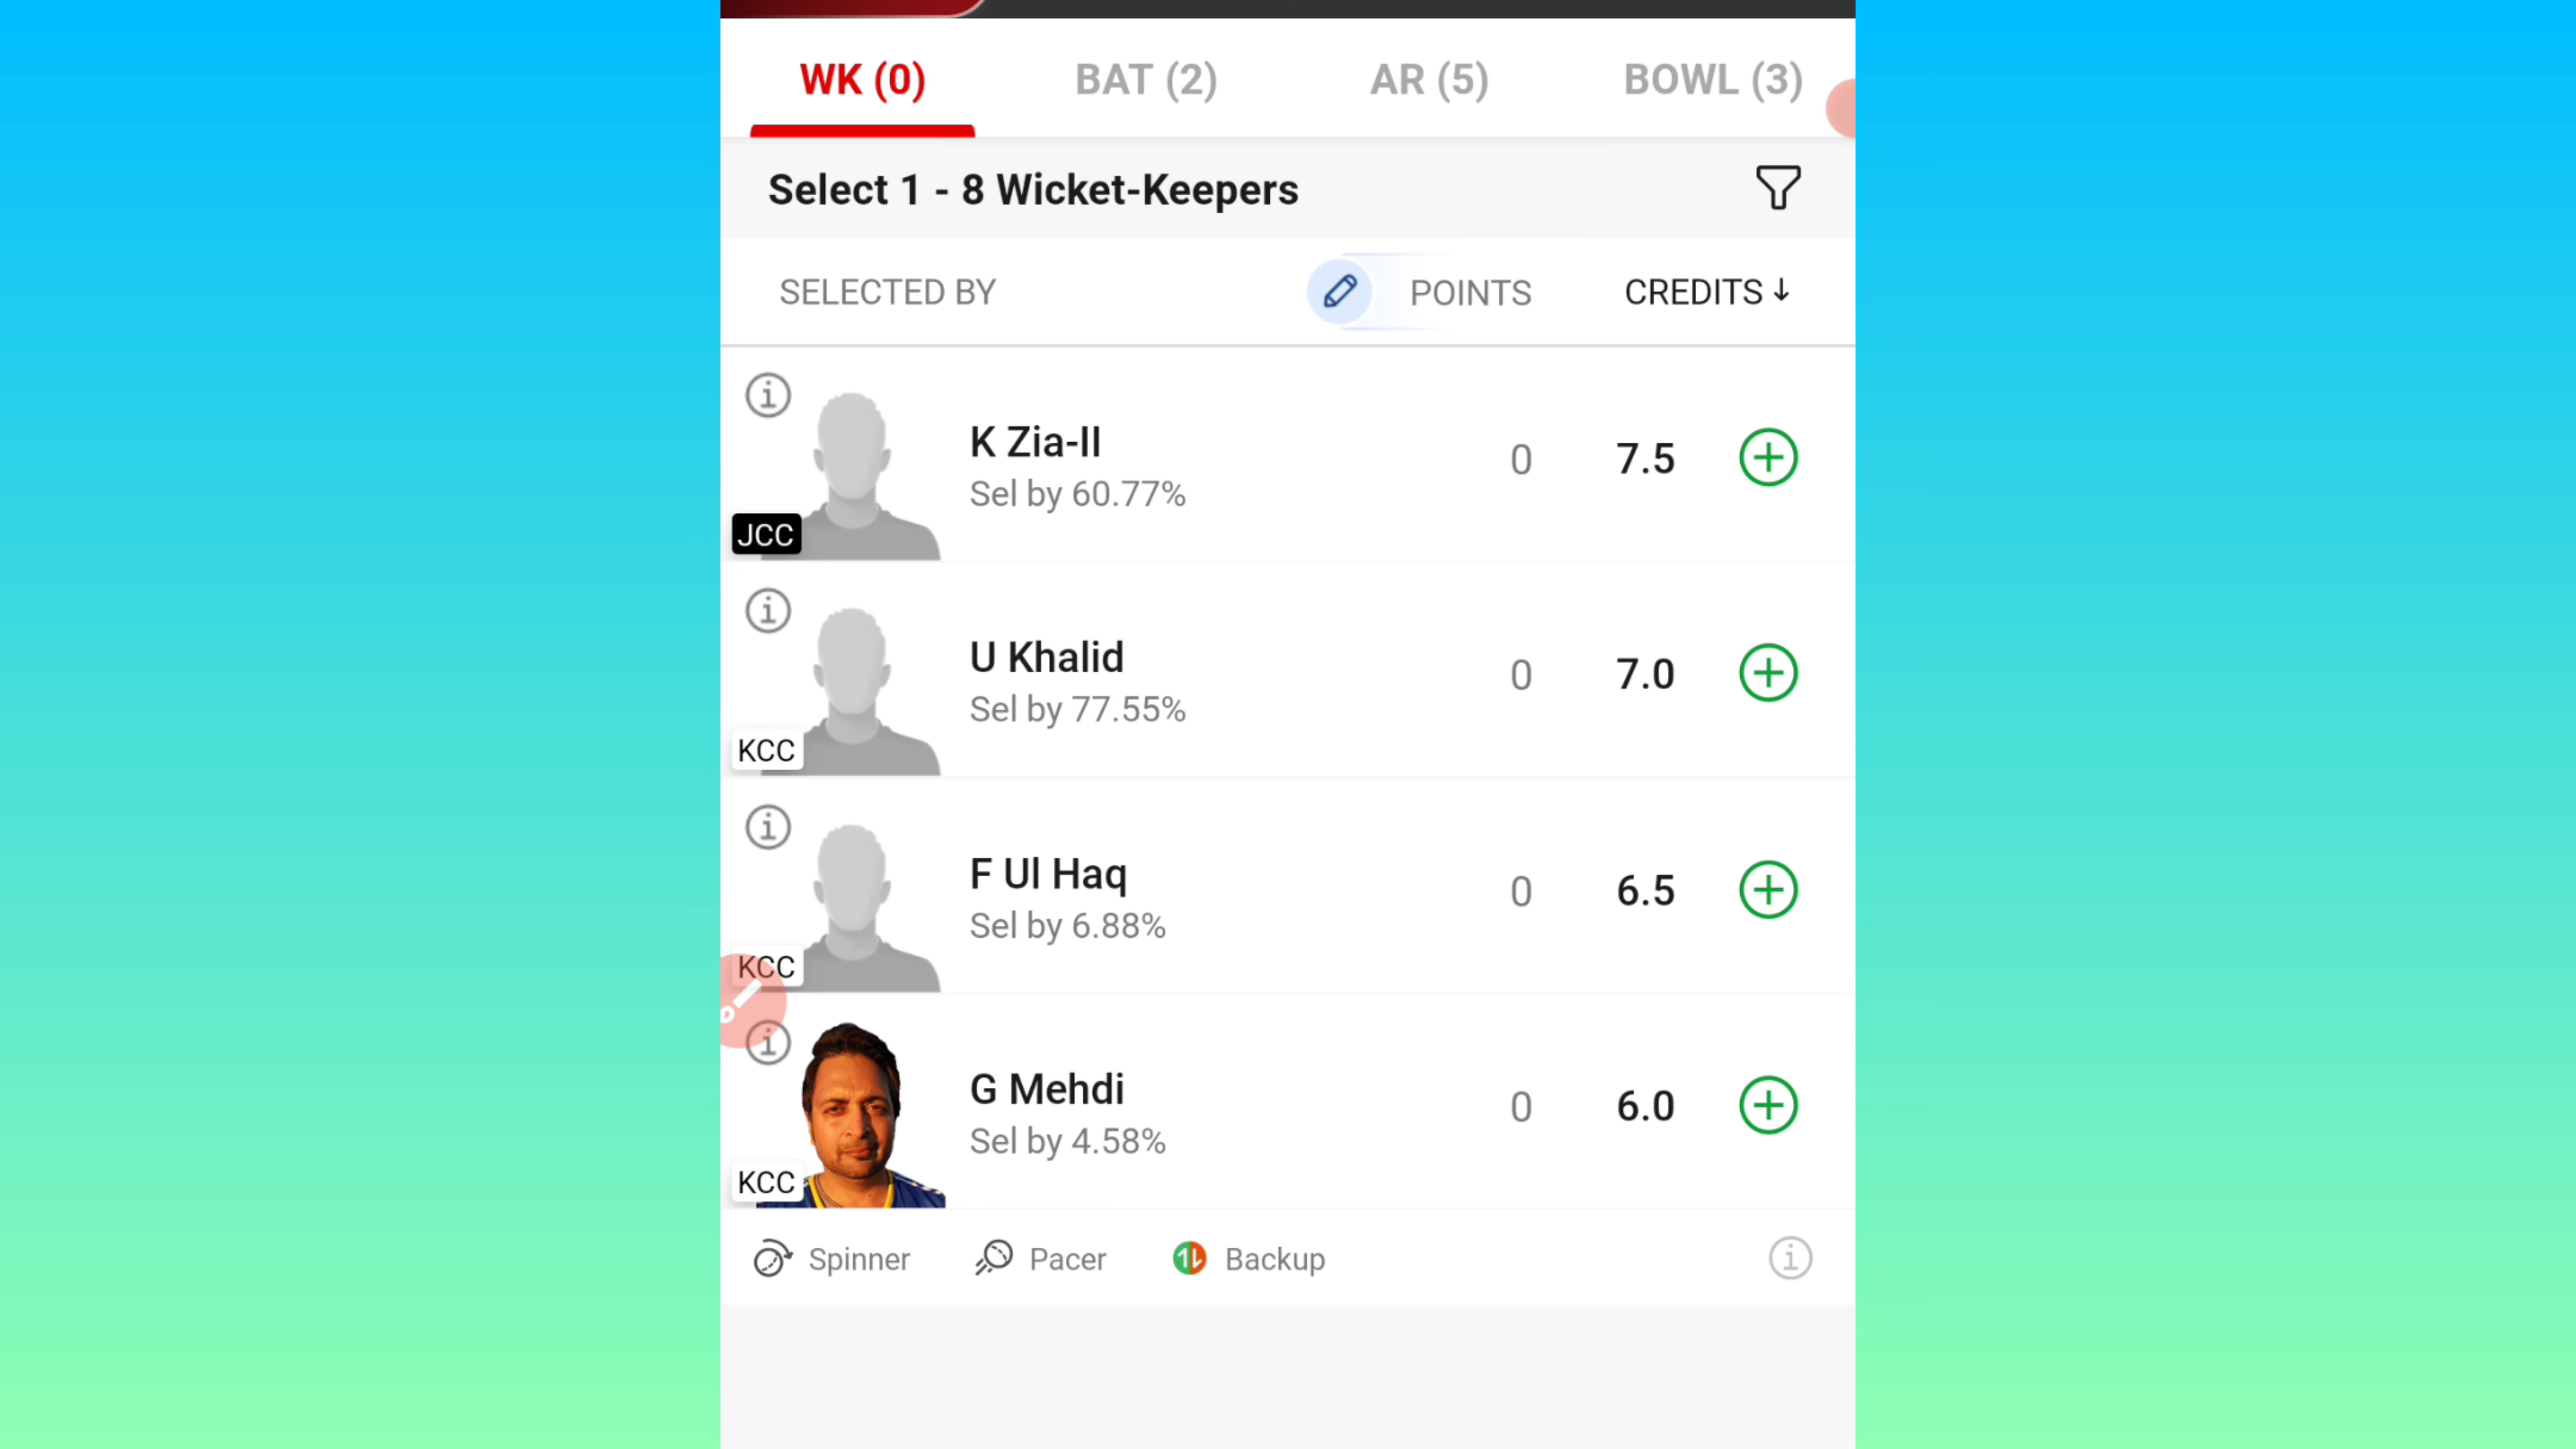 WK (0) BAT (2) AR (5) BOWL (3)
Select 1 - 8 Wicket-Keepers
SELECTED BY POINTS CREDITS ↓
K Zia-II
Sel by 60.77%
0 7.5
JCC
U Khalid
Sel by 77.55%
0 7.0
KCC
F Ul Haq
Sel by 6.88%
0 6.5
KCC
G Mehdi
Sel by 4.58%
0 6.0
KCC
Spinner Pacer Backup